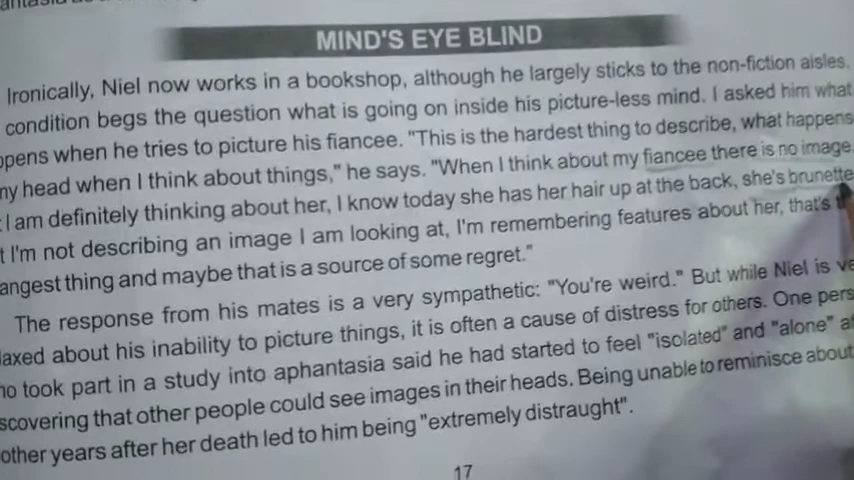 MIND'S EYE BLIND
Ironically, Niel now works in a bookshop, although he largely sticks to the non-fiction aisles.
condition begs the question what is going on inside his picture-less mind. I asked him what
ppens when he tries to picture his fiancee. "This is the hardest thing to describe, what happens
my head when I think about things," he says. "When I think about my fiancee there is no image
t I am definitely thinking about her, I know today she has her hair up at the back, she's brunette
t I'm not describing an image I am looking at, I'm remembering features about her, that's
angest thing and maybe that is a source of some regret."
The response from his mates is a very sympathetic: "You're weird." But while Niel is ve
laxed about his inability to picture things, it is often a cause of distress for others. One pers
ho took part in a study into aphantasia said he had started to feel "isolated" and "alone" af
scovering that other people could see images in their heads. Being unable to reminisce about
other years after her death led to him being "extremely distraught".
17